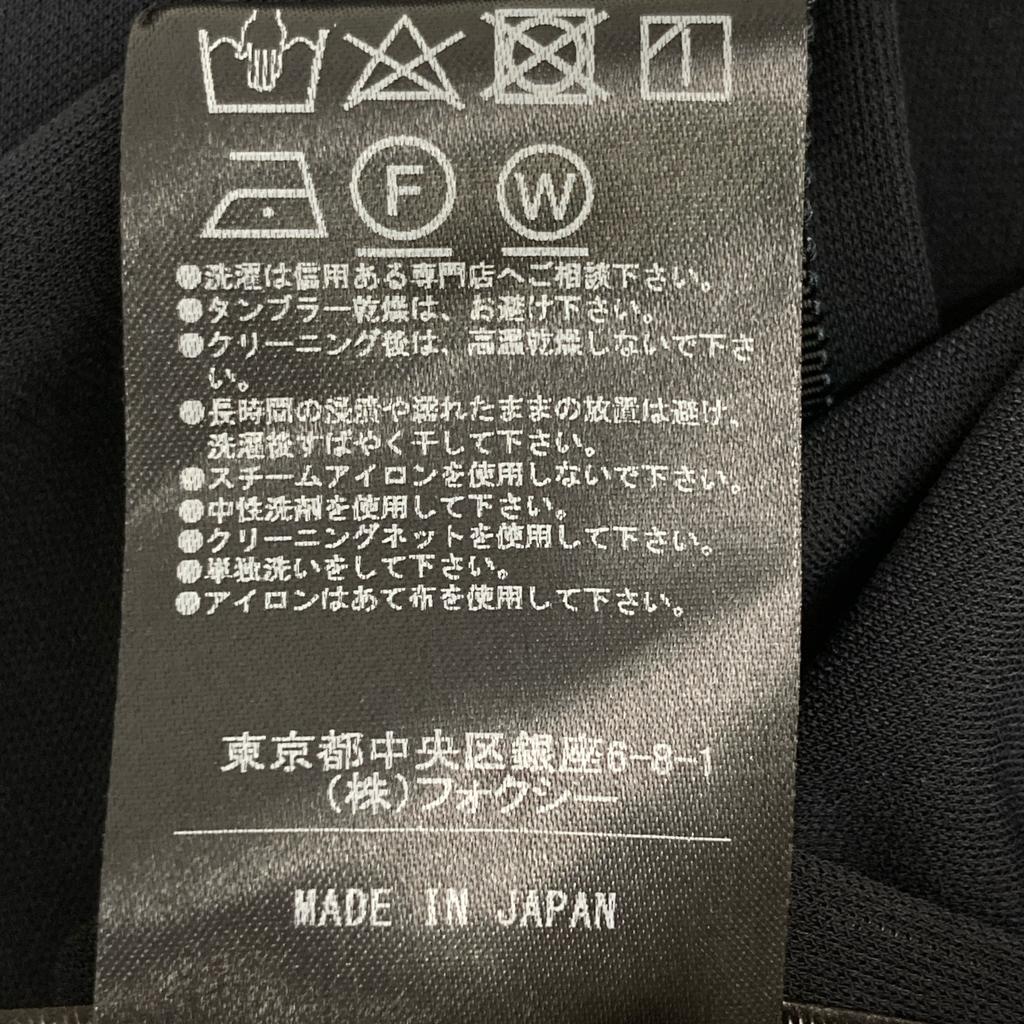 F W
●洗濯は信用ある専門店へご相談下さい。
●タンブラー乾燥は、お避け下さい。
●クリーニング後は、高温乾燥しないで下さ
い。
●長時間の浸漬や濡れたままの放置は避け、
洗濯後すばやく干して下さい。
●スチームアイロンを使用しないで下さい。
●中性洗剤を使用して下さい。
●クリーニングネットを使用して下さい。
●単独洗いをして下さい。
●アイロンはあて布を使用して下さい。
東京都中央区銀座6-8-1
(株)フォクシー
MADE IN JAPAN